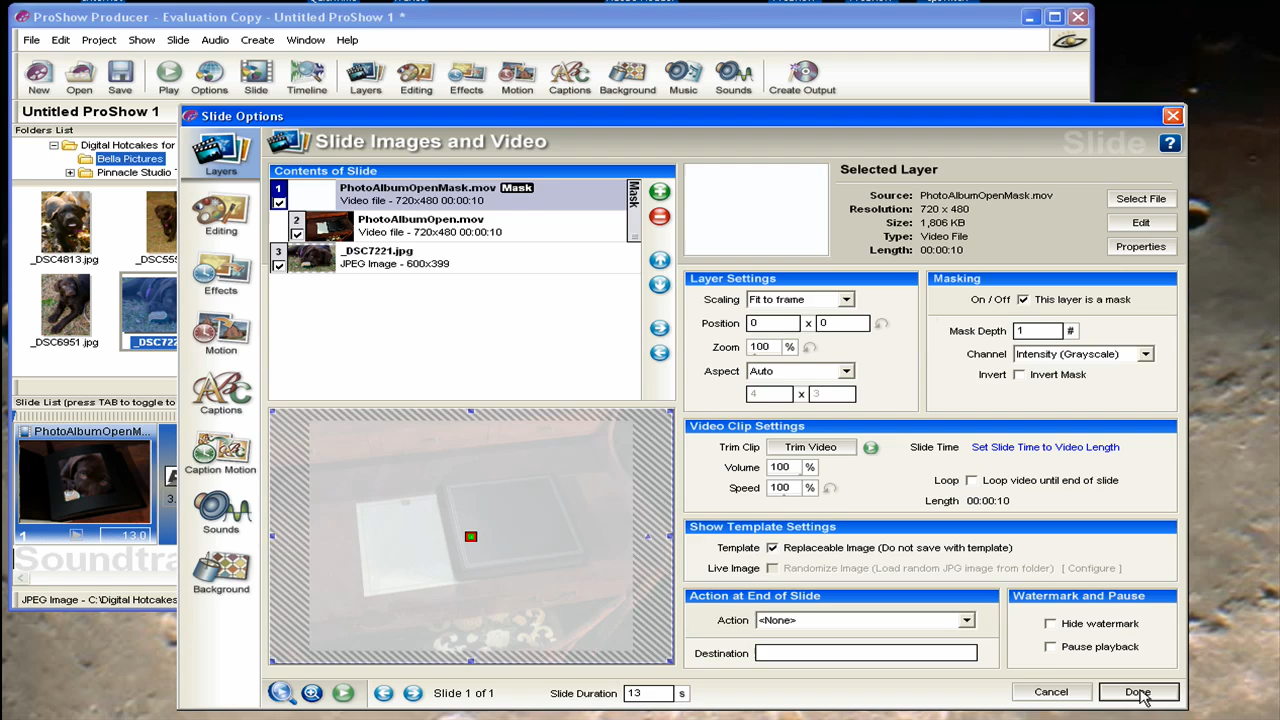 ProShow Producer - Evaluation Copy - Untitled ProShow 1 *
File Edit Project Show Slide Audio Create Window Help
New Open Save Play Options Slide Timeline Layers Editing Effects Motion Captions Background Music Sounds Create Output
Untitled ProShow 1
Folders List
Digital Hotcakes for
Bella Pictures
Pinnacle Studio
_DSC4813.jpg
_DSC6951.jpg
Slide List (press TAB to toggle to
PhotoAlbumOpenM...
1 13.0
3.
Soundtra
JPEG Image - C:\Digital Hotcakes
Slide Options
Layers
Editing
Effects
Motion
Captions
Caption Motion
Sounds
Background
Slide Images and Video
Slide
?
Contents of Slide
1 PhotoAlbumOpenMask.mov Mask
Video file - 720x480 00:00:10
2 PhotoAlbumOpen.mov
Video file - 720x480 00:00:10
Mask
3 _DSC7221.jpg
JPEG Image - 600x399
Selected Layer
Source: PhotoAlbumOpenMask.mov
Resolution: 720 x 480
Size: 1,806 KB
Type: Video File
Length: 00:00:10
Select File
Edit
Properties
Layer Settings
Scaling Fit to frame
Position 0 x 0
Zoom 100 %
Aspect Auto
4 x 3
Masking
On / Off This layer is a mask
Mask Depth 1 #
Channel Intensity (Grayscale)
Invert Invert Mask
Video Clip Settings
Trim Clip Trim Video Slide Time Set Slide Time to Video Length
Volume 100 %
Speed 100 %
Loop Loop video until end of slide
Length 00:00:10
Show Template Settings
Template Replaceable Image (Do not save with template)
Live Image Randomize Image (Load random JPG image from folder) [ Configure ]
Action at End of Slide
Action <None>
Destination
Watermark and Pause
Hide watermark
Pause playback
Slide 1 of 1 Slide Duration 13 s
Cancel Done